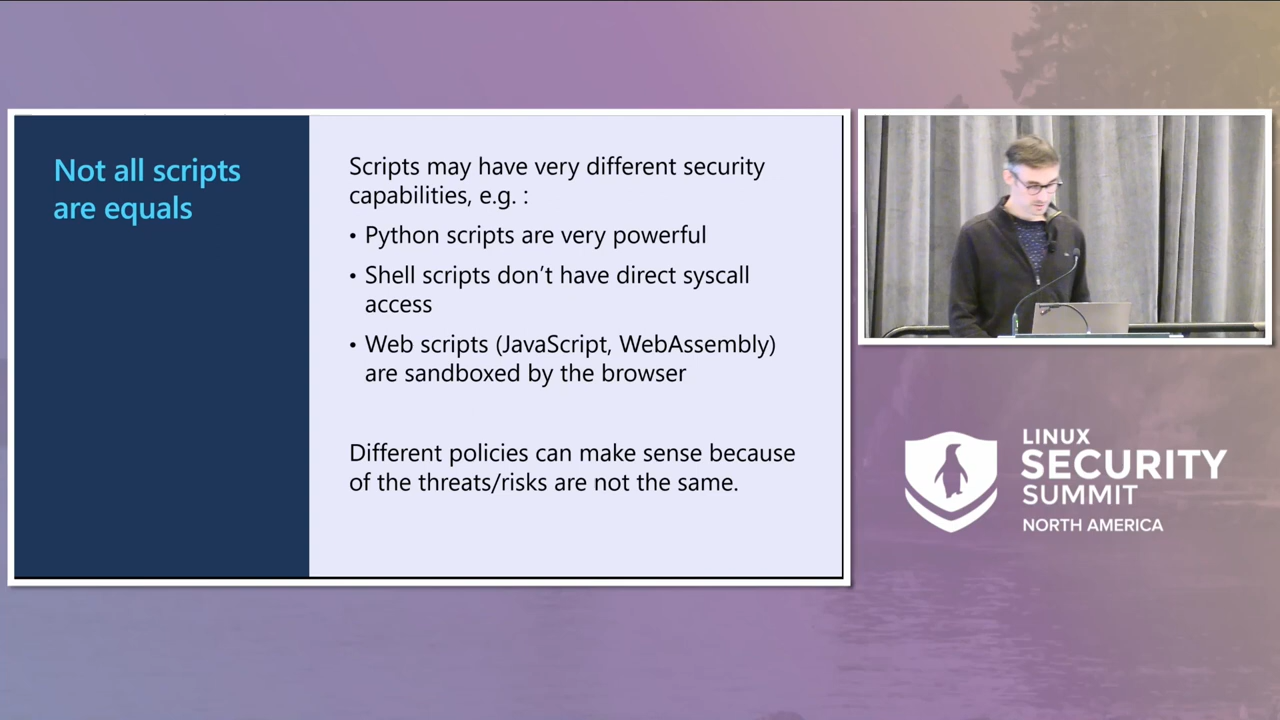 Not all scripts
are equals
Scripts may have very different security
capabilities, e.g. :
• Python scripts are very powerful
• Shell scripts don’t have direct syscall
access
• Web scripts (JavaScript, WebAssembly)
are sandboxed by the browser
Different policies can make sense because
of the threats/risks are not the same.
LINUX
SECURITY
SUMMIT
NORTH AMERICA